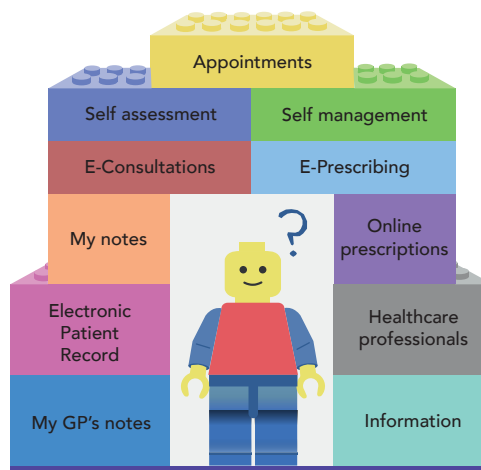 Appointments
Self assessment
Self management
E-Consultations
E-Prescribing
My notes
Online
prescriptions
Electronic
Patient
Record
Healthcare
professionals
My GP's notes
Information
?